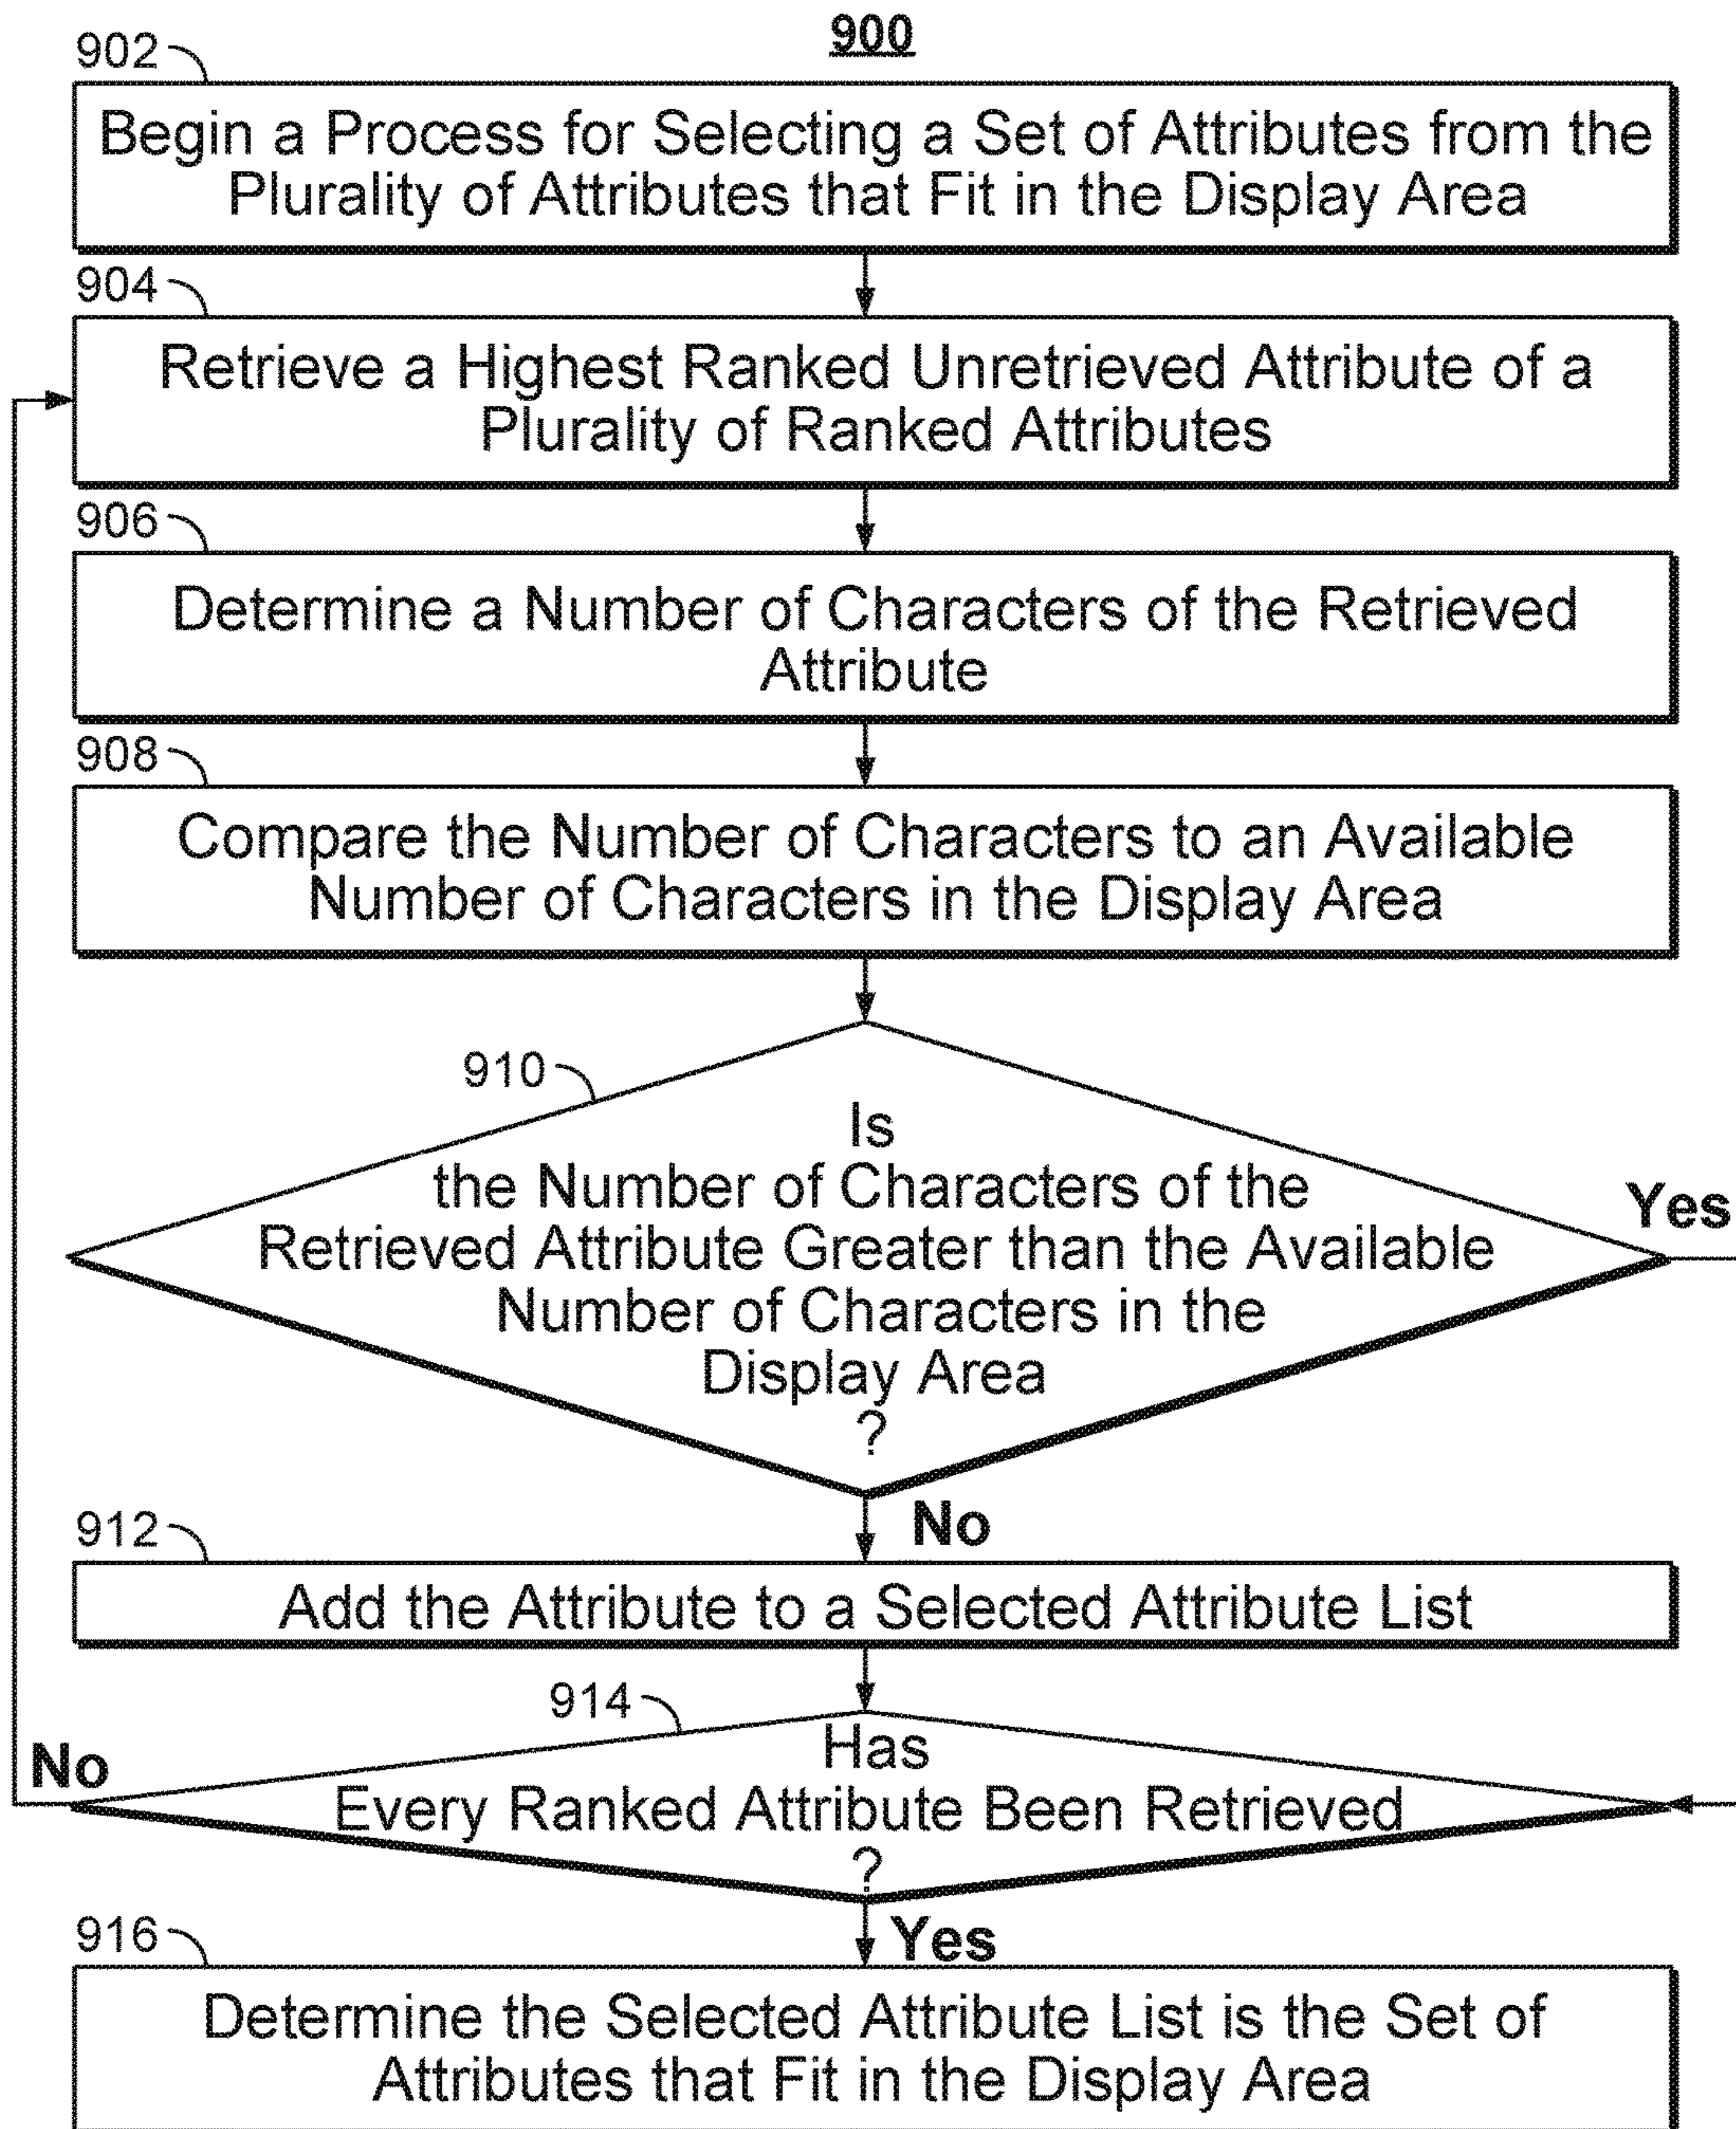 900
902
Begin a Process for Selecting a Set of Attributes from the
Plurality of Attributes that Fit in the Display Area
904
Retrieve a Highest Ranked Unretrieved Attribute of a
Plurality of Ranked Attributes
906
Determine a Number of Characters of the Retrieved
Attribute
908
Compare the Number of Characters to an Available
Number of Characters in the Display Area
910
Is
the Number of Characters of the
Retrieved Attribute Greater than the Available
Number of Characters in the
Display Area
?
Yes
No
912
Add the Attribute to a Selected Attribute List
914
Has
Every Ranked Attribute Been Retrieved
?
No
Yes
916
Determine the Selected Attribute List is the Set of
Attributes that Fit in the Display Area